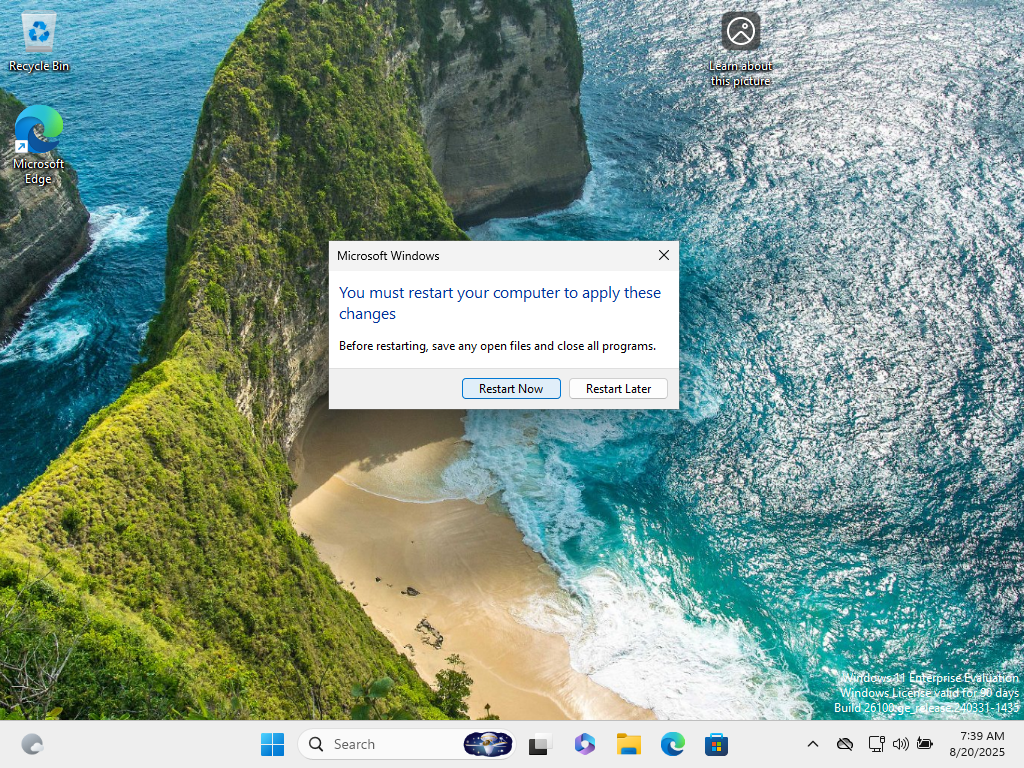 Recycle Bin
Microsoft
Edge
Learn about
this picture
Microsoft Windows
You must restart your computer to apply these
changes
Before restarting, save any open files and close all programs.
Restart Now
Restart Later
Windows 11 Enterprise Evaluation
Windows License valid for 90 days
Build 26100.ge_release.240331-1435
Search
7:39 AM
8/20/2025